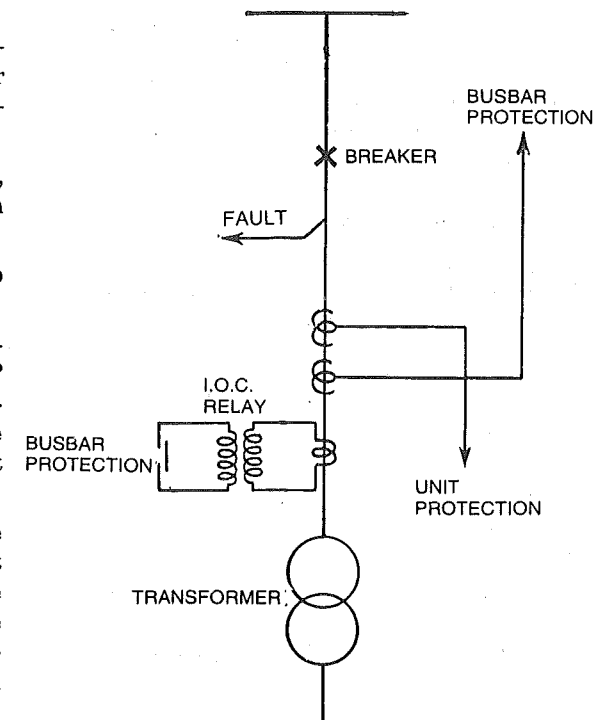 BUSBAR
PROTECTION
BREAKER
FAULT
I.O.C.
RELAY
BUSBAR
PROTECTION
UNIT
PROTECTION
TRANSFORMER